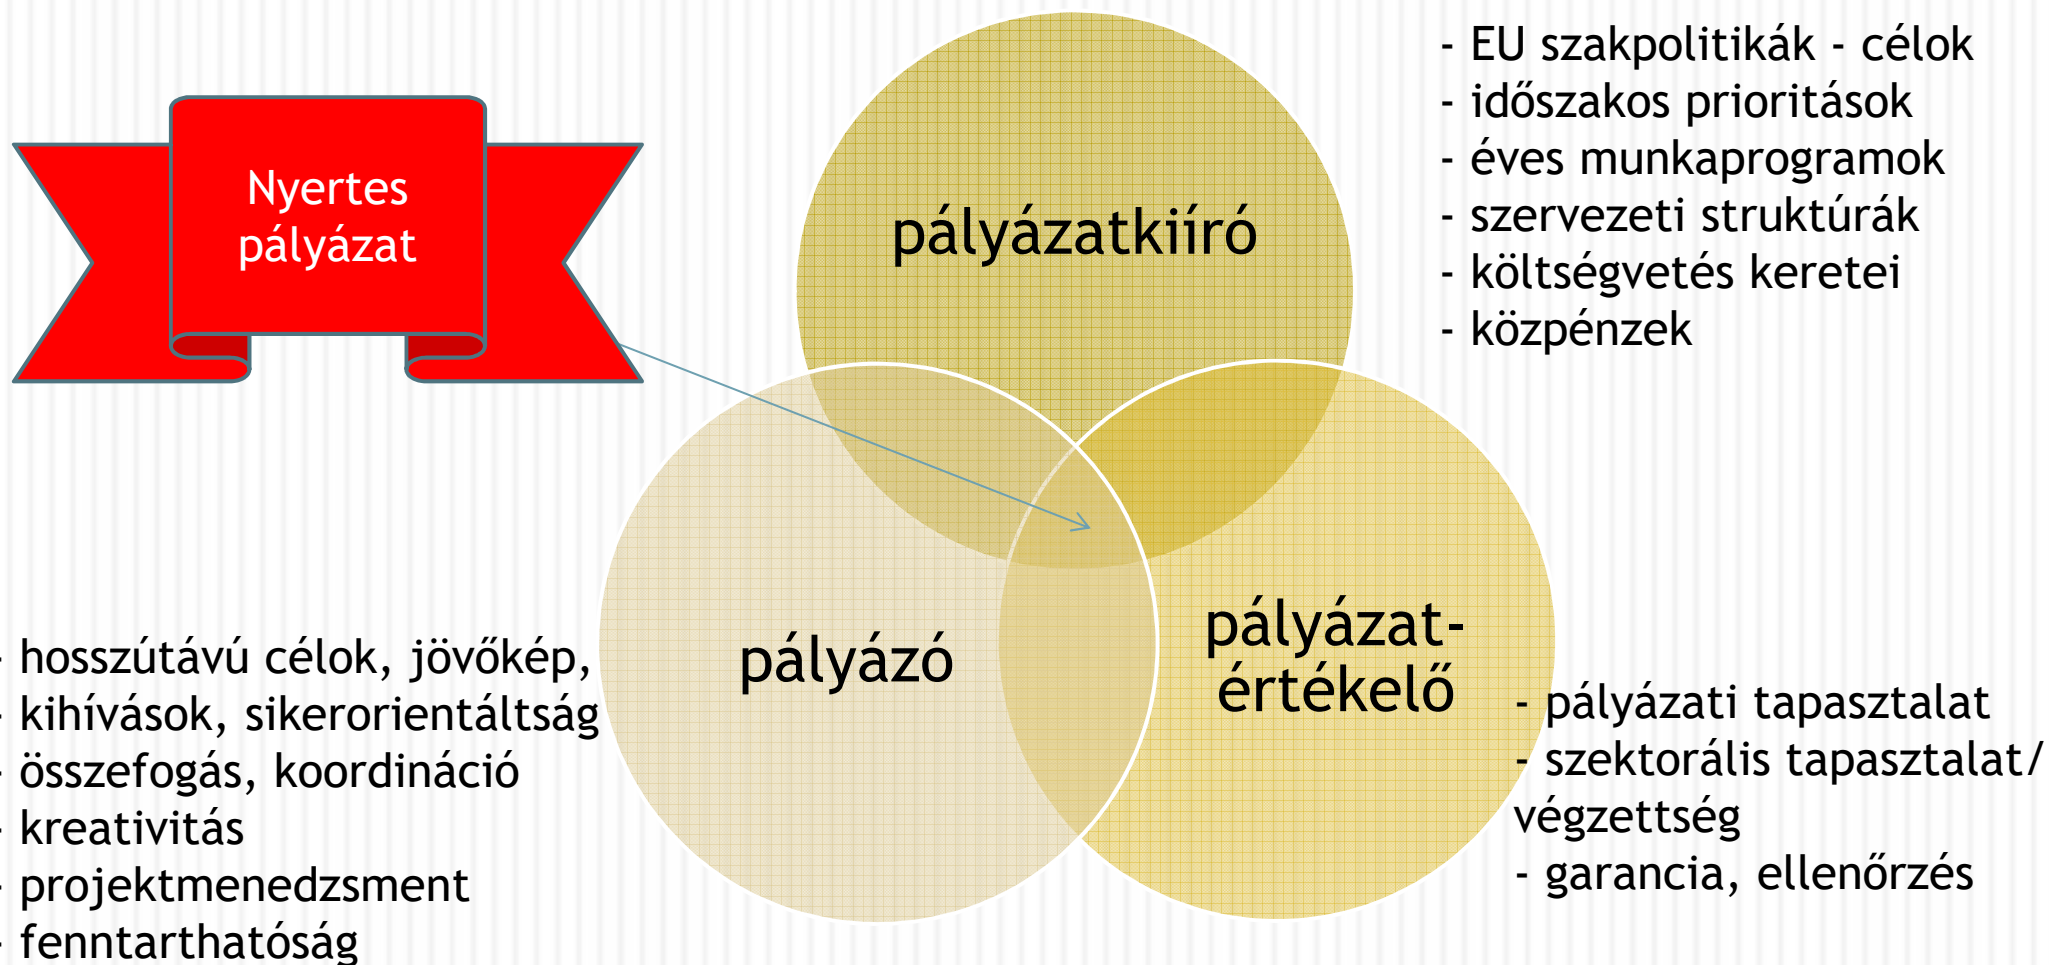 Nyertes
pályázat
pályázatkiíró
- EU szakpolitikák - célok
- időszakos prioritások
- éves munkaprogramok
- szervezeti struktúrák
- költségvetés keretei
- közpénzek
pályázó
- hosszútávú célok, jövőkép,
- kihívások, sikerorientáltság
- összefogás, koordináció
- kreativitás
- projektmenedzsment
- fenntarthatóság
pályázat-
értékelő
- pályázati tapasztalat
- szektorális tapasztalat/
végzettség
- garancia, ellenőrzés